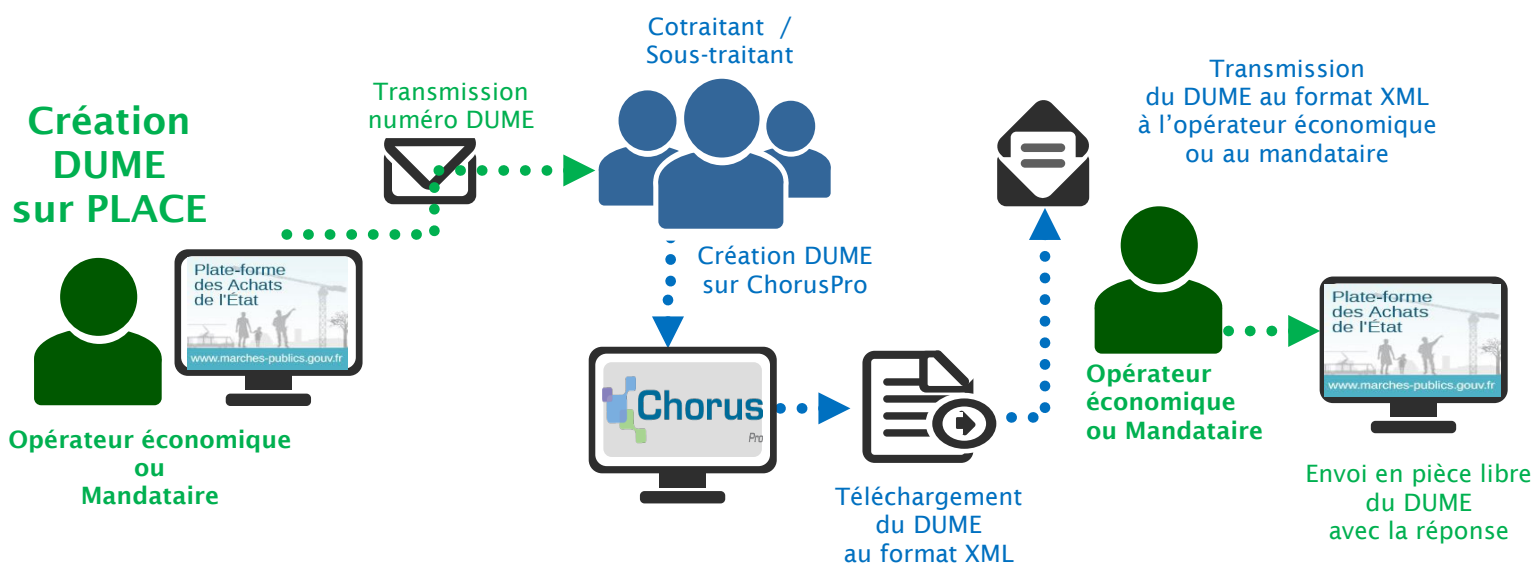 Création
DUME
sur PLACE
Plate-forme
des Achats
de l'État
www.marches-publics.gouv.fr
Opérateur économique
ou
Mandataire
Transmission
numéro DUME
Cotraitant /
Sous-traitant
Création DUME
sur ChorusPro
Chorus
Pro
Téléchargement
du DUME
au format XML
Transmission
du DUME au format XML
à l’opérateur économique
ou au mandataire
Opérateur
économique
ou Mandataire
Plate-forme
des Achats
de l'État
www.marches-publics.gouv.fr
Envoi en pièce libre
du DUME
avec la réponse